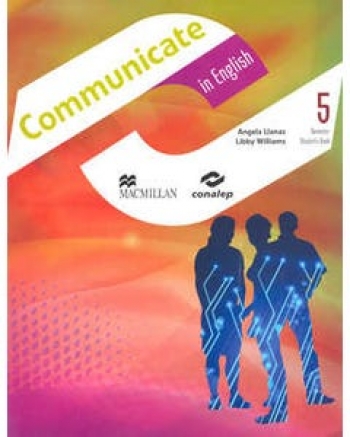 Communicate
in English
Angela Llanas
Libby Williams
5
Semester
Student's Book
MACMILLAN
conalep